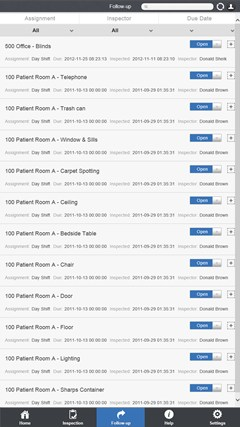 Follow up
Assignment Inspector Due Date
All All
500 Office - Blinds Open
Assignment: Day Shift Due: 2012-11-25 08:23:13 Inspected: 2012-11-11 08:23:10 Inspector: Donald Sheik
100 Patient Room A - Telephone Open
Assignment: Day Shift Due: 2011-10-13 00:00:00 Inspected: 2011-09-29 01:35:31 Inspector: Donald Brown
100 Patient Room A - Trash can Open
Assignment: Day Shift Due: 2011-10-13 00:00:00 Inspected: 2011-09-29 01:35:31 Inspector: Donald Brown
100 Patient Room A - Window & Sills Open
Assignment: Day Shift Due: 2011-10-13 00:00:00 Inspected: 2011-09-29 01:35:31 Inspector: Donald Brown
100 Patient Room A - Carpet Spotting Open
Assignment: Day Shift Due: 2011-10-13 00:00:00 Inspected: 2011-09-29 01:35:31 Inspector: Donald Brown
100 Patient Room A - Ceiling Open
Assignment: Day Shift Due: 2011-10-13 00:00:00 Inspected: 2011-09-29 01:35:31 Inspector: Donald Brown
100 Patient Room A - Bedside Table Open
Assignment: Day Shift Due: 2011-10-13 00:00:00 Inspected: 2011-09-29 01:35:31 Inspector: Donald Brown
100 Patient Room A - Chair Open
Assignment: Day Shift Due: 2011-10-13 00:00:00 Inspected: 2011-09-29 01:35:31 Inspector: Donald Brown
100 Patient Room A - Door Open
Assignment: Day Shift Due: 2011-10-13 00:00:00 Inspected: 2011-09-29 01:35:31 Inspector: Donald Brown
100 Patient Room A - Floor Open
Assignment: Day Shift Due: 2011-10-13 00:00:00 Inspected: 2011-09-29 01:35:31 Inspector: Donald Brown
100 Patient Room A - Lighting Open
Assignment: Day Shift Due: 2011-10-13 00:00:00 Inspected: 2011-09-29 01:35:31 Inspector: Donald Brown
100 Patient Room A - Sharps Container Open
Assignment: Day Shift Due: 2011-10-13 00:00:00 Inspected: 2011-09-29 01:35:31 Inspector: Donald Brown
Home Inspection Follow up Help Settings